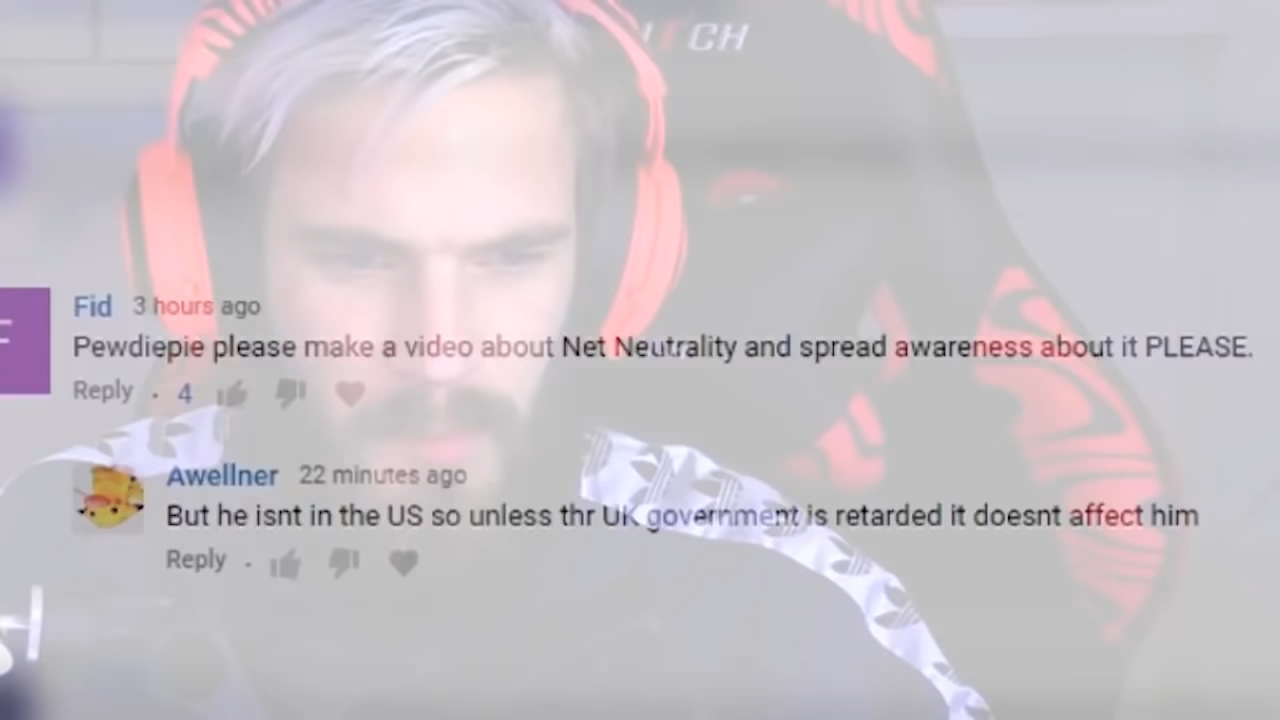 CH
F
Fid 3 hours ago
Pewdiepie please make a video about Net Neutrality and spread awareness about it PLEASE.
Reply · 4
Awellner 22 minutes ago
But he isnt in the US so unless thr UK government is retarded it doesnt affect him
Reply ·